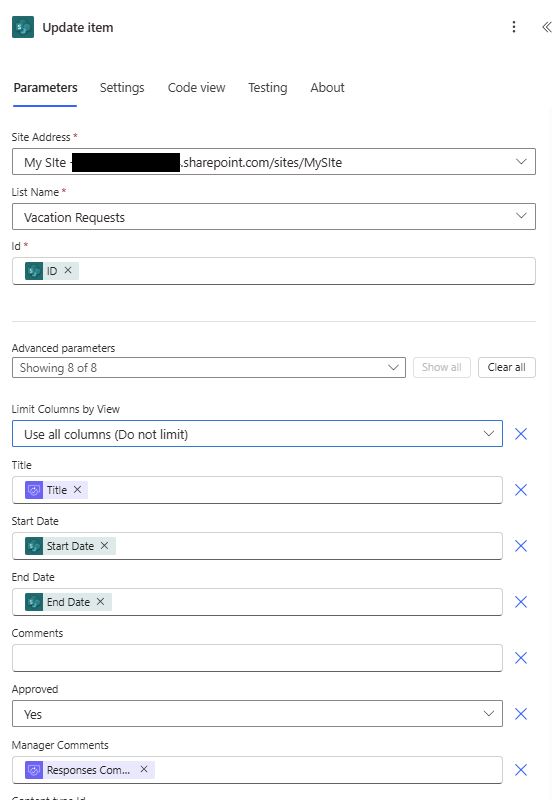 Update item
Parameters Settings Code view Testing About
Site Address *
My SIte - .sharepoint.com/sites/MySIte
List Name *
Vacation Requests
Id *
ID
Advanced parameters
Showing 8 of 8 Show all Clear all
Limit Columns by View
Use all columns (Do not limit)
Title
Title
Start Date
Start Date
End Date
End Date
Comments
Approved
Yes
Manager Comments
Responses Com...
Content type Id